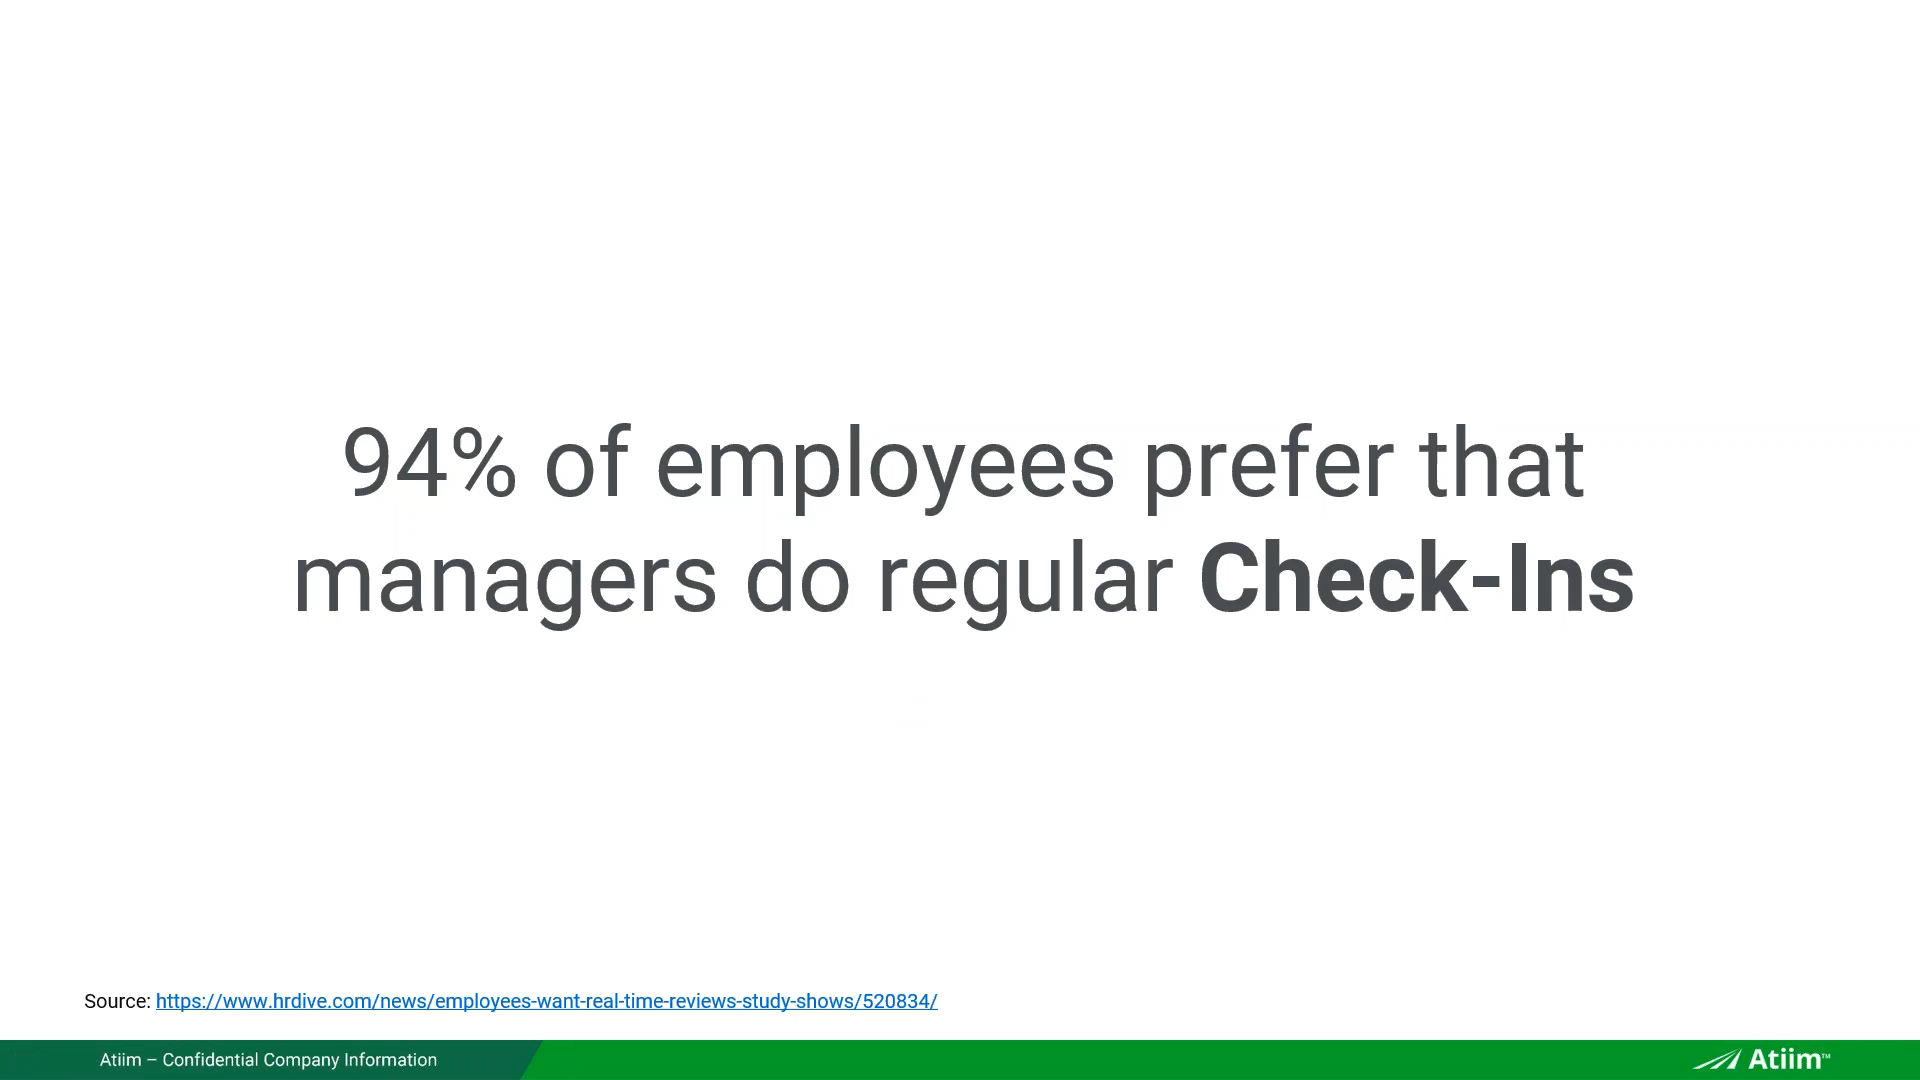 94% of employees prefer that
managers do regular Check-Ins
Source: https://www.hrdive.com/news/employees-want-real-time-reviews-study-shows/520834/
Atiim – Confidential Company Information
Atiim™